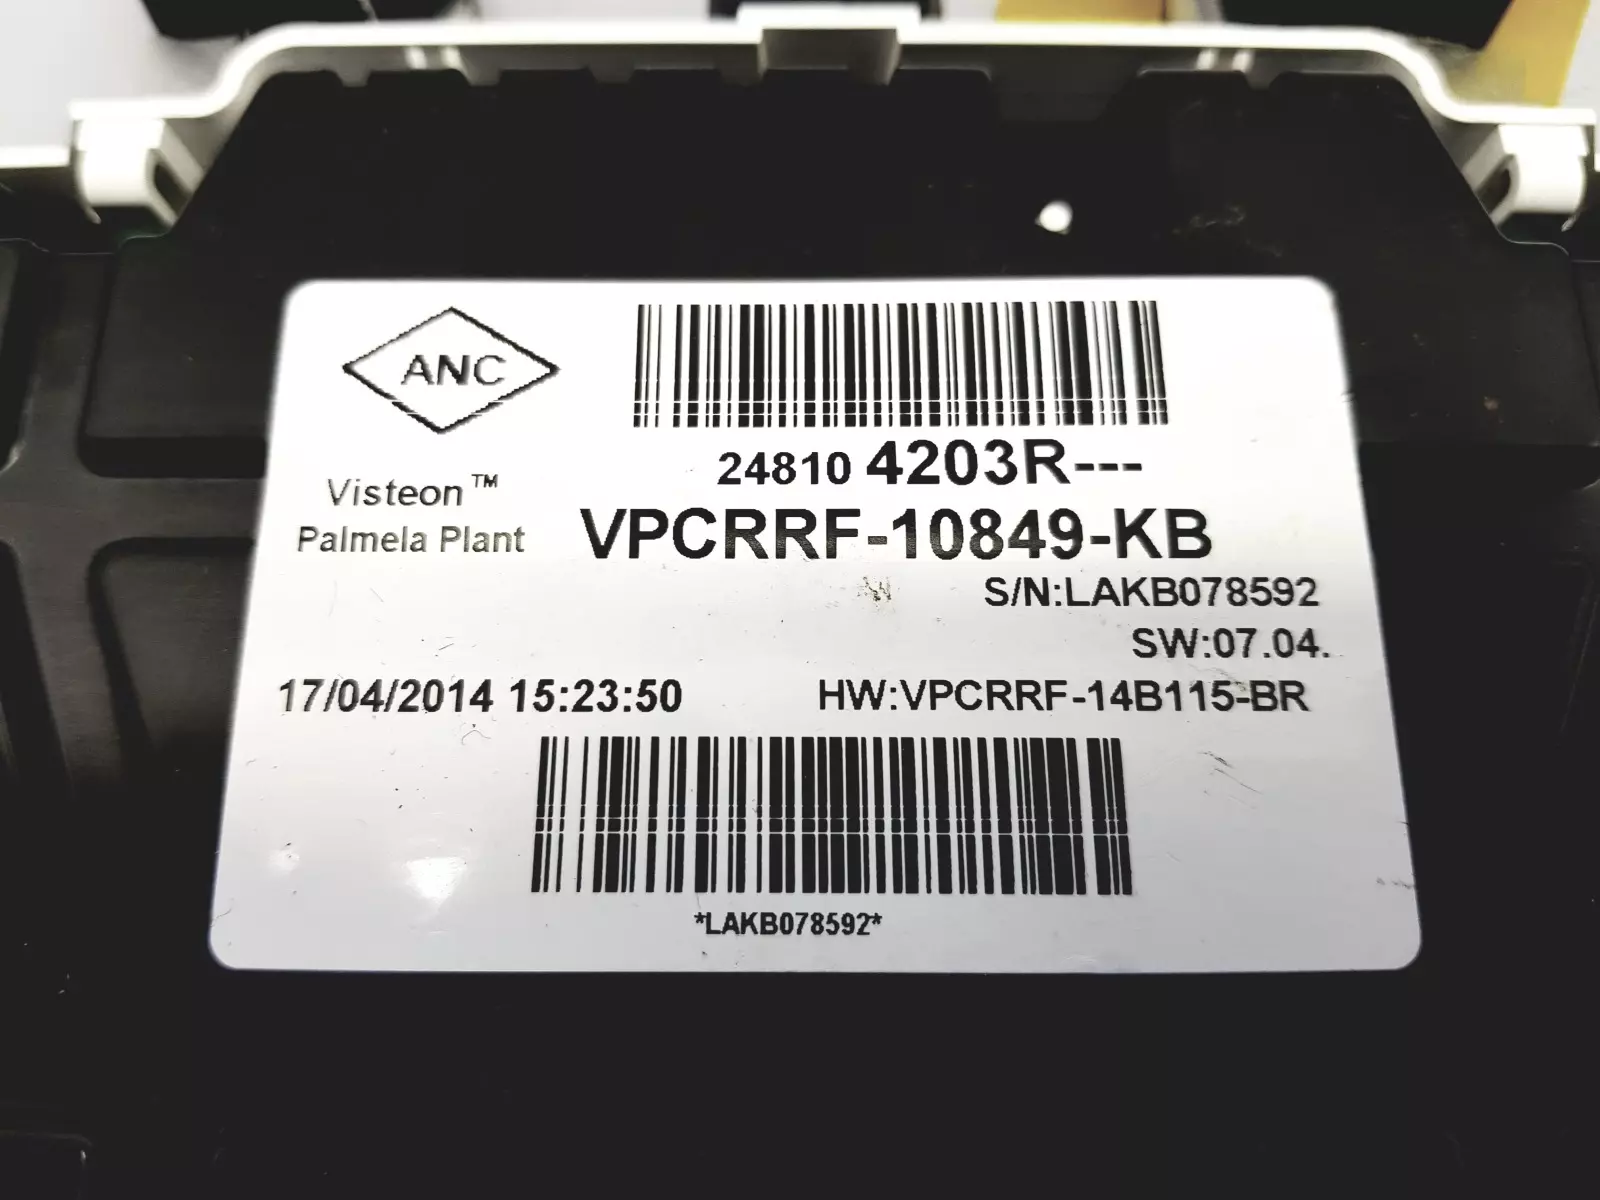 ANC
24810 4203R---
Visteon™
Palmela Plant
VPCRRF-10849-KB
S/N:LAKB078592
SW:07.04.
17/04/2014 15:23:50
HW:VPCRRF-14B115-BR
*LAKB078592*